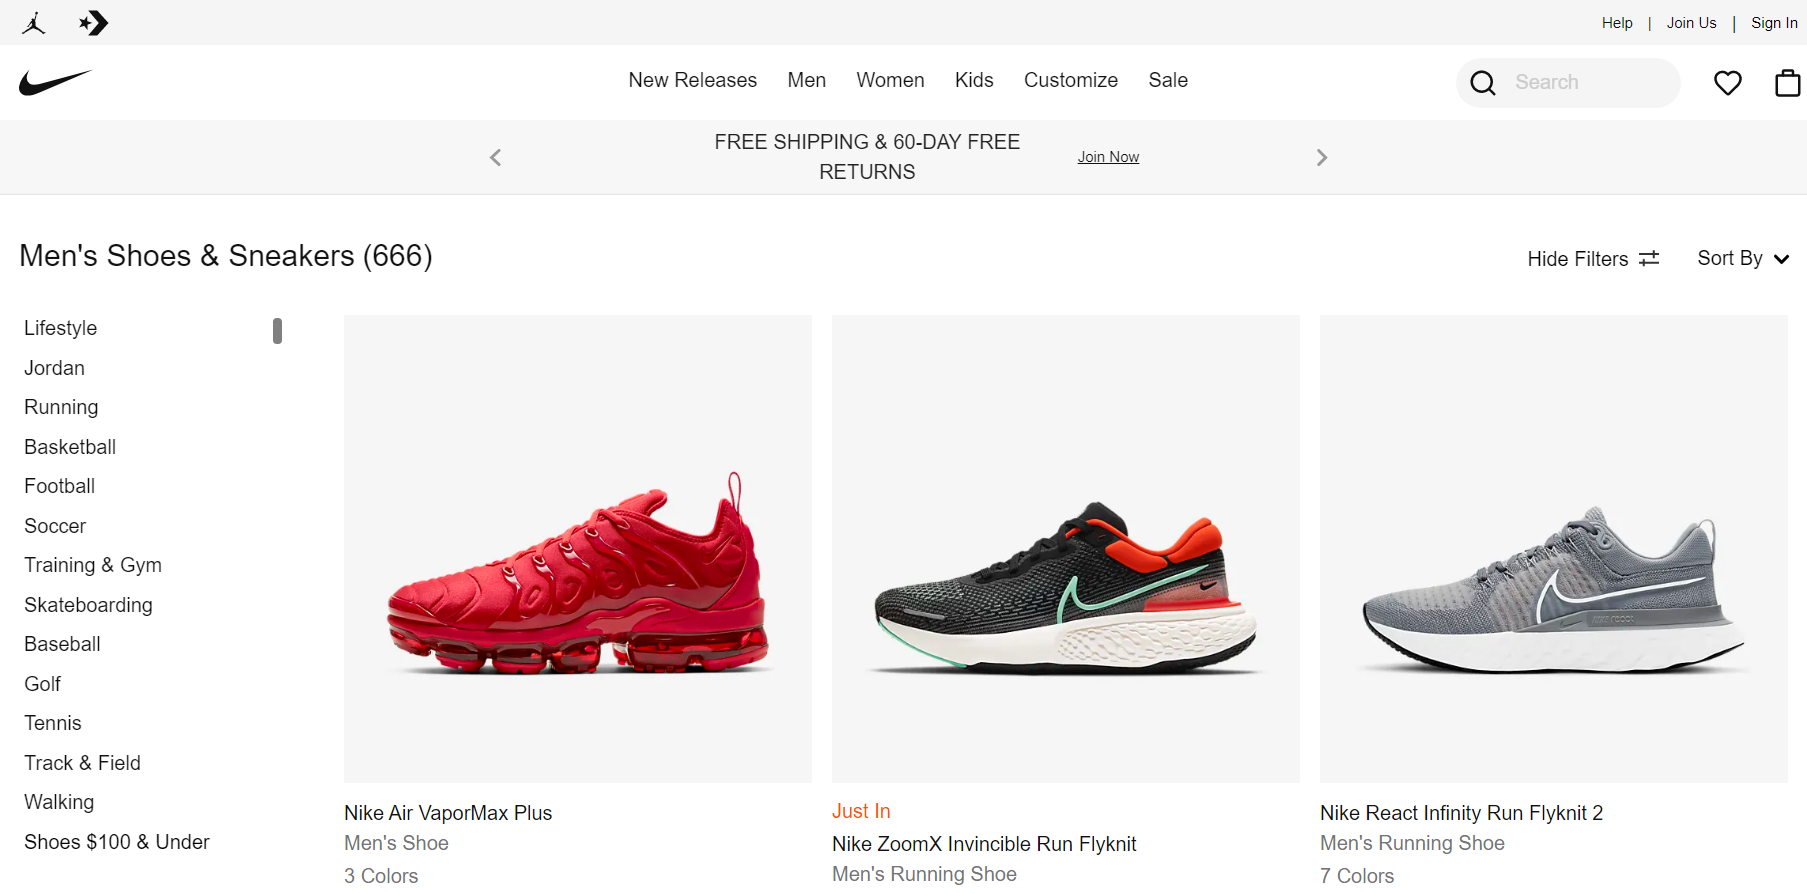 Help | Join Us | Sign In
New Releases Men Women Kids Customize Sale
Search
FREE SHIPPING & 60-DAY FREE
RETURNS
Join Now
Men's Shoes & Sneakers (666)
Hide Filters
Sort By
Lifestyle
Jordan
Running
Basketball
Football
Soccer
Training & Gym
Skateboarding
Baseball
Golf
Tennis
Track & Field
Walking
Shoes $100 & Under
Nike Air VaporMax Plus
Men's Shoe
3 Colors
Just In
Nike ZoomX Invincible Run Flyknit
Men's Running Shoe
Nike React Infinity Run Flyknit 2
Men's Running Shoe
7 Colors